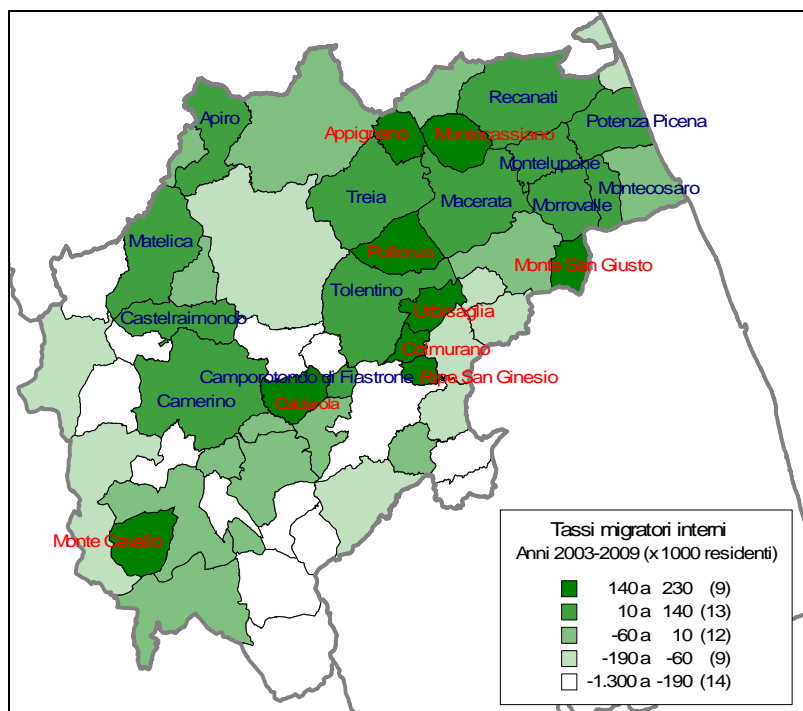 Recanati
Apiro
Appignano
Montecassiano
Potenza Picena
Montelupone
Treia
Macerata
Montecosaro
Morrovalle
Matelica
Pollenza
Monte San Giusto
Tolentino
Urbisaglia
Castelraimondo
Colmurano
Camporotondo di Fiastrone
Ripe San Ginesio
Camerino
Caldarola
Monte Cavallo
Tassi migratori interni
Anni 2003-2009 (x 1000 residenti)
140 a 230 (9)
10 a 140 (13)
-60 a 10 (12)
-190 a -60 (9)
-1.300 a -190 (14)